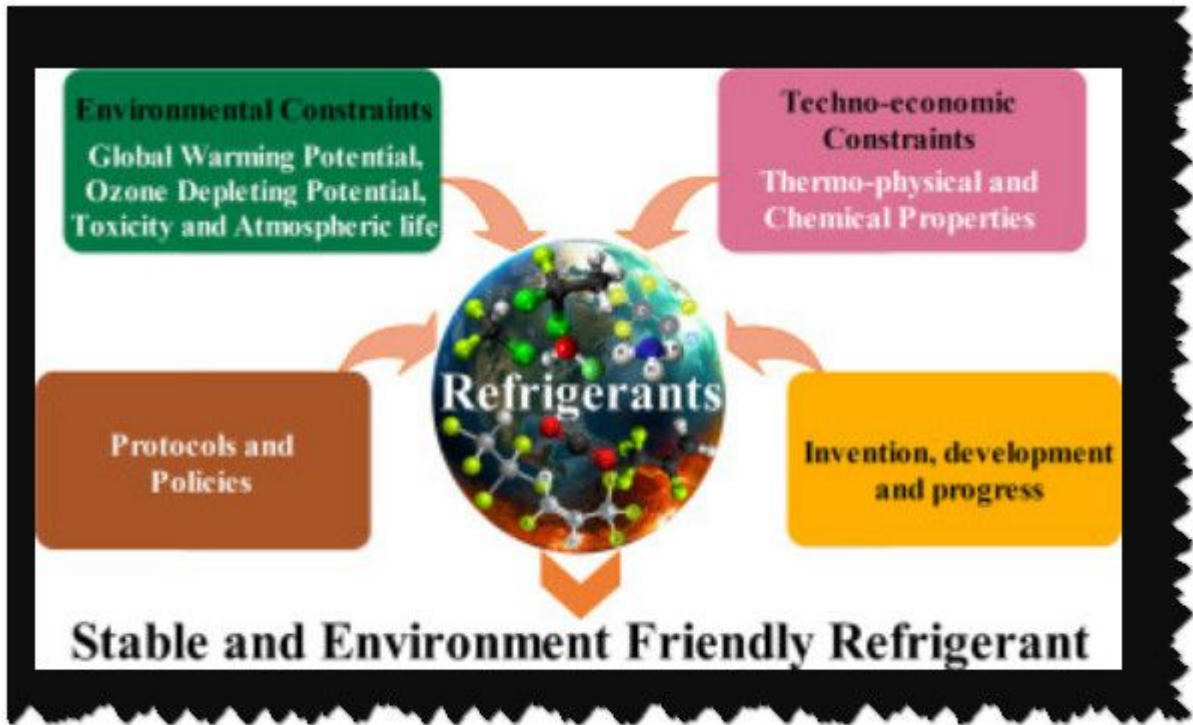 Environmental Constraints
Global Warming Potential,
Ozone Depleting Potential,
Toxicity and Atmospheric life
Techno-economic
Constraints
Thermo-physical and
Chemical Properties
Refrigerants
Protocols and
Policies
Invention, development
and progress
Stable and Environment Friendly Refrigerant